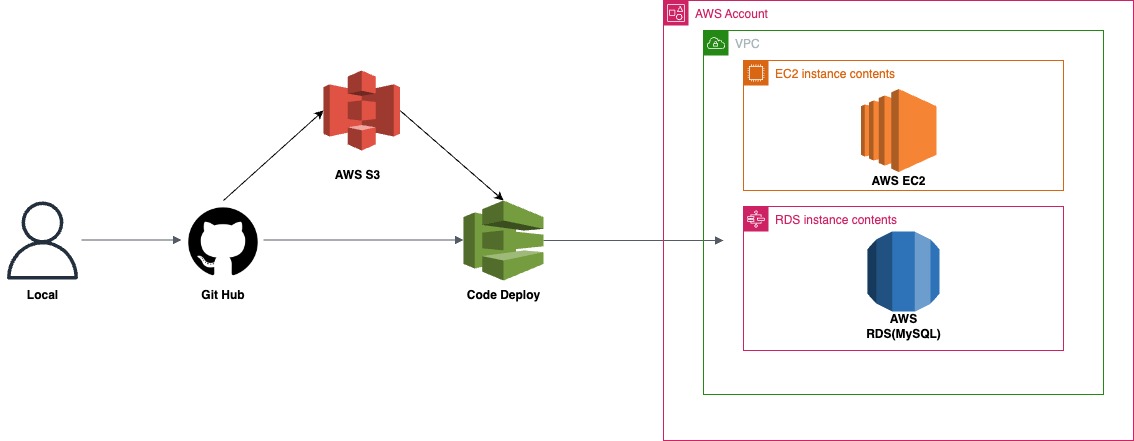 AWS Account
VPC
EC2 instance contents
AWS EC2
AWS S3
RDS instance contents
Local
Git Hub
Code Deploy
AWS
RDS(MySQL)